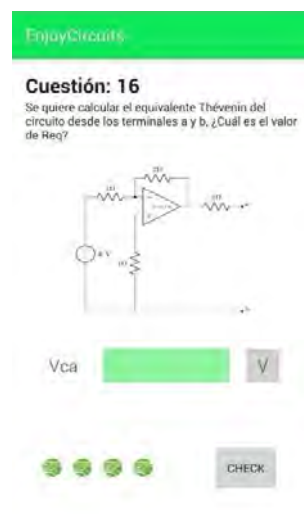 EnjoyCircuits
Cuestión: 16
Se quiere calcular el equivalente Thévenin del
circuito desde los terminales a y b, ¿Cuál es el valor
de Req?
Vca
V
CHECK